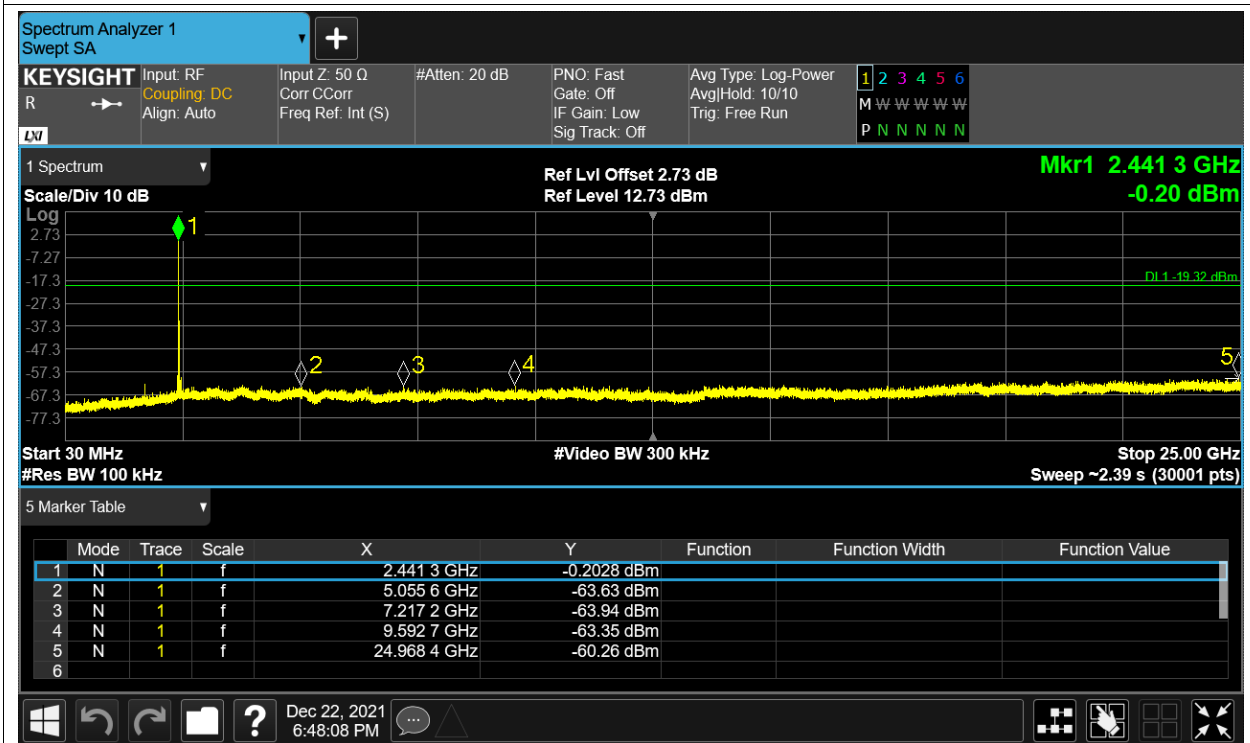 Spectrum Analyzer 1
Swept SA
KEYSIGHT Input: RF Input Z: 50 Ω #Atten: 20 dB PNO: Fast Avg Type: Log-Power 1 2 3 4 5 6
R Coupling: DC Corr CCorr Gate: Off Avg|Hold: 10/10 M W W W W W W
Align: Auto Freq Ref: Int (S) IF Gain: Low Trig: Free Run
LXI Sig Track: Off P N N N N N N
1 Spectrum Ref Lvl Offset 2.73 dB Mkr1 2.441 3 GHz
Scale/Div 10 dB Ref Level 12.73 dBm -0.20 dBm
Log
1
2.73
-7.27
-17.3 DL1 -19.32 dBm
-27.3
-37.3
-47.3
2 3 4 5
-57.3
-67.3
-77.3
Start 30 MHz #Video BW 300 kHz Stop 25.00 GHz
#Res BW 100 kHz Sweep ~2.39 s (30001 pts)
5 Marker Table
Mode Trace Scale X Y Function Function Width Function Value
1 N 1 f 2.441 3 GHz -0.2028 dBm
2 N 1 f 5.055 6 GHz -63.63 dBm
3 N 1 f 7.217 2 GHz -63.94 dBm
4 N 1 f 9.592 7 GHz -63.35 dBm
5 N 1 f 24.968 4 GHz -60.26 dBm
6
? Dec 22, 2021
6:48:08 PM